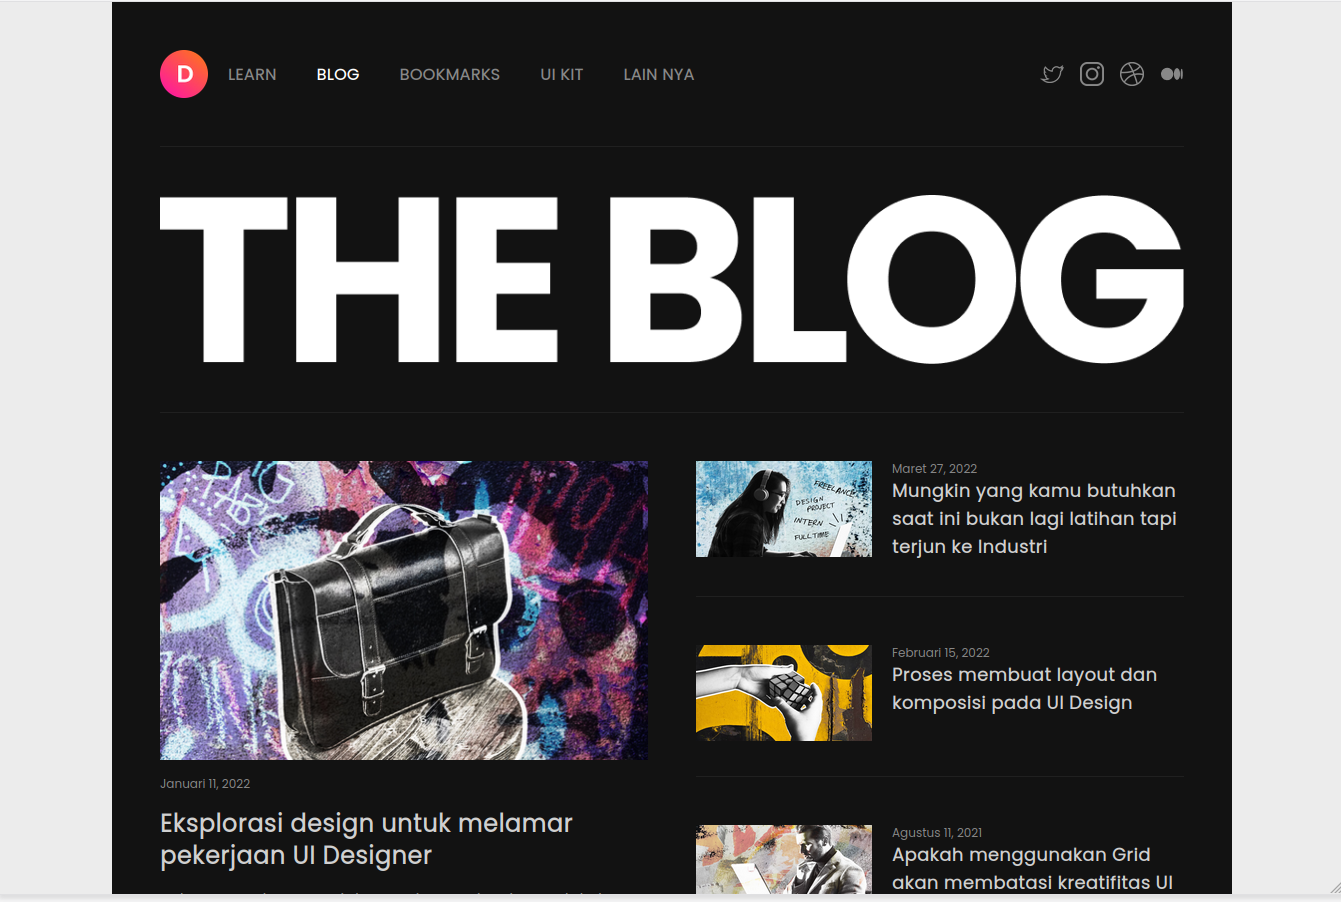 D
LEARN
BLOG
BOOKMARKS
UI KIT
LAIN NYA
THE BLOG
Januari 11, 2022
Eksplorasi design untuk melamar
pekerjaan UI Designer
Maret 27, 2022
Mungkin yang kamu butuhkan
saat ini bukan lagi latihan tapi
terjun ke Industri
FREELANCE
DESIGN
PROJECT
INTERN
FULLTIME
Februari 15, 2022
Proses membuat layout dan
komposisi pada UI Design
Agustus 11, 2021
Apakah menggunakan Grid
akan membatasi kreatifitas UI